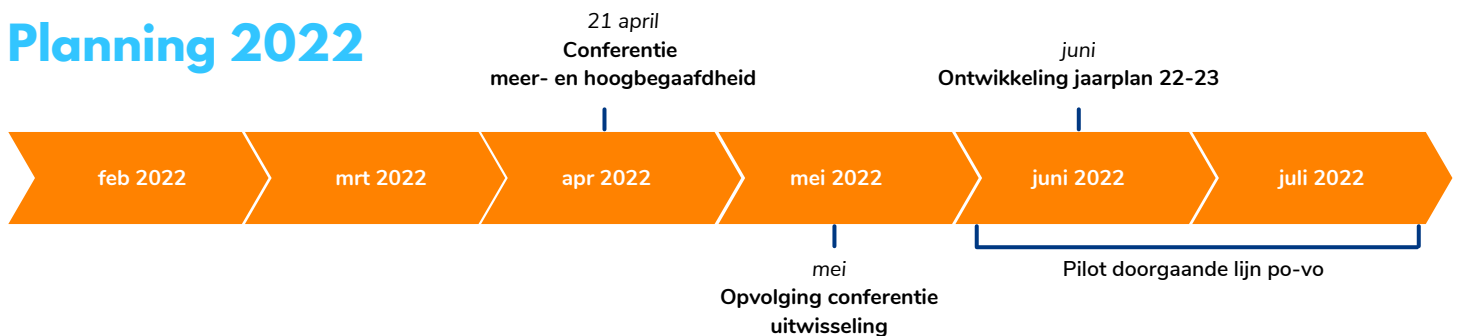 Planning 2022
21 april
Conferentie
meer- en hoogbegaafdheid
juni
Ontwikkeling jaarplan 22-23
feb 2022
mrt 2022
apr 2022
mei 2022
juni 2022
juli 2022
mei
Opvolging conferentie
uitwisseling
Pilot doorgaande lijn po-vo